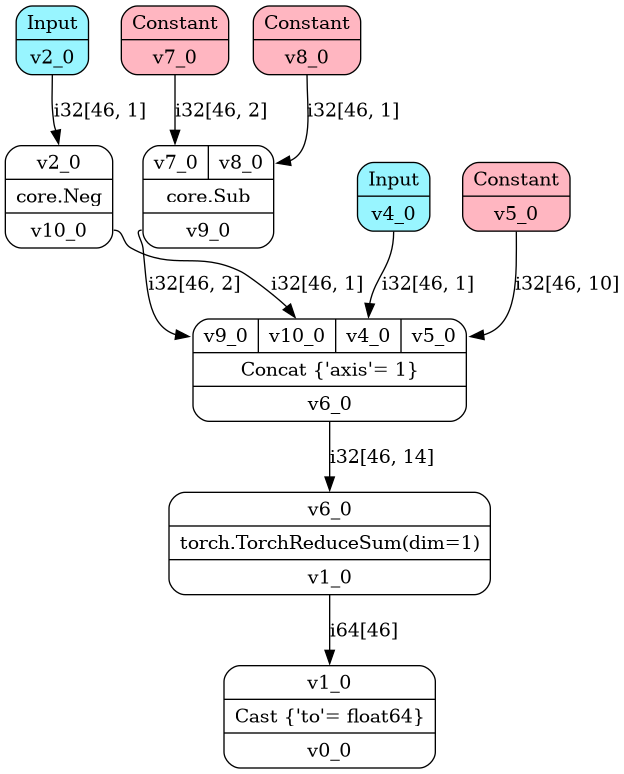 Input
v2_0
Constant
v7_0
Constant
v8_0
i32[46, 1]
i32[46, 2]
i32[46, 1]
v2_0
core.Neg
v10_0
v7_0 v8_0
core.Sub
v9_0
Input
v4_0
Constant
v5_0
i32[46, 2]
i32[46, 1]
i32[46, 1]
i32[46, 10]
v9_0 v10_0 v4_0 v5_0
Concat {'axis'= 1}
v6_0
i32[46, 14]
v6_0
torch.TorchReduceSum(dim=1)
v1_0
i64[46]
v1_0
Cast {'to'= float64}
v0_0